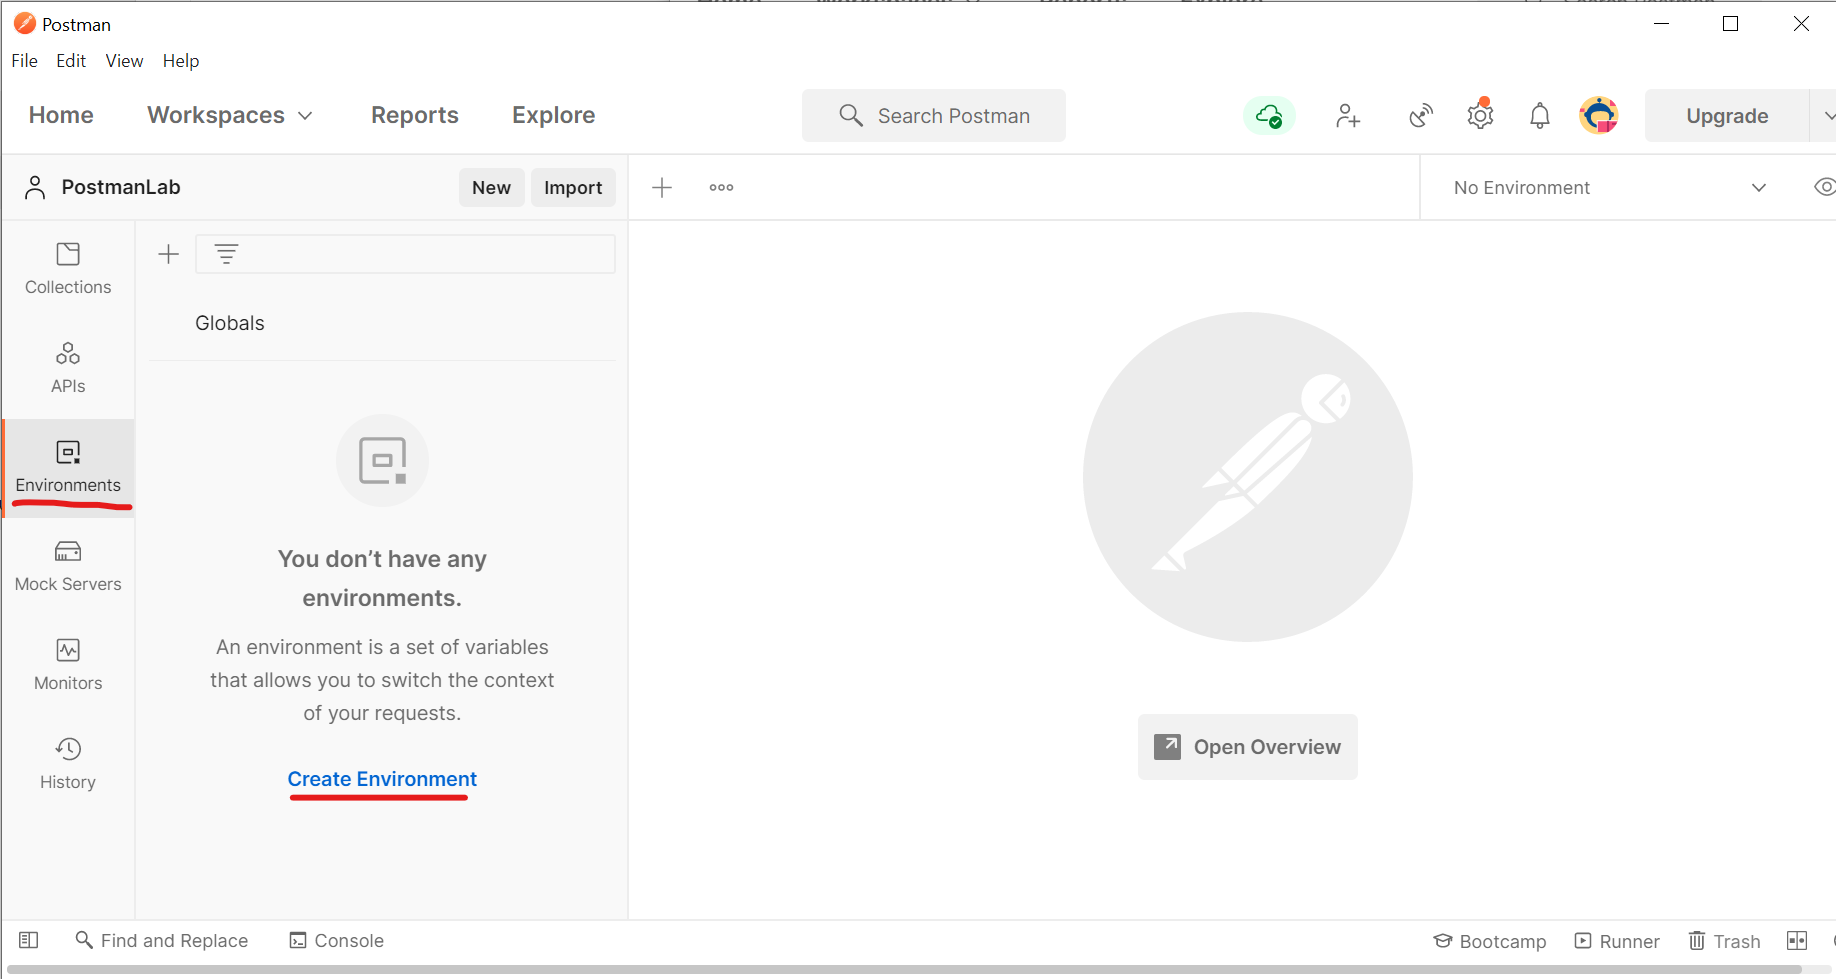 Postman
File Edit View Help
Home Workspaces Reports Explore Search Postman Upgrade
PostmanLab New Import No Environment
Collections
Globals
APIs
Environments
You don't have any
environments.
Mock Servers
An environment is a set of variables
that allows you to switch the context
of your requests.
Monitors
Open Overview
History
Create Environment
Find and Replace Console Bootcamp Runner Trash